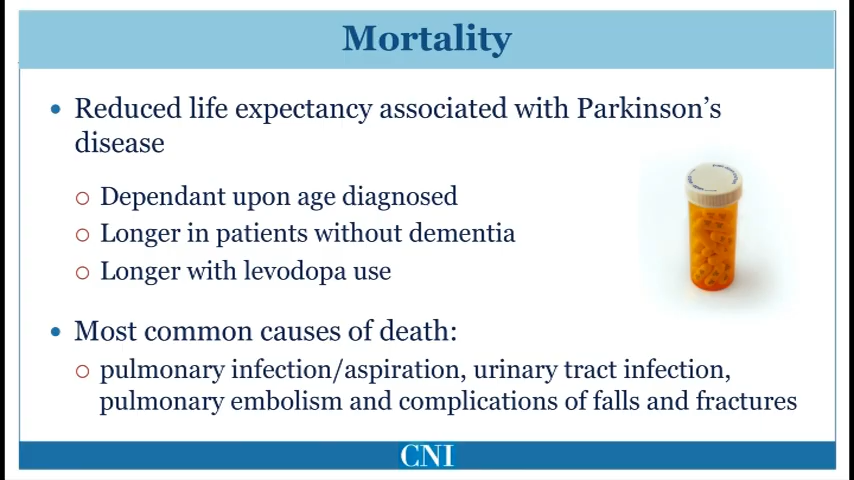 Mortality
• Reduced life expectancy associated with Parkinson's
disease
○ Dependant upon age diagnosed
○ Longer in patients without dementia
○ Longer with levodopa use
• Most common causes of death:
○ pulmonary infection/aspiration, urinary tract infection,
pulmonary embolism and complications of falls and fractures
CNI